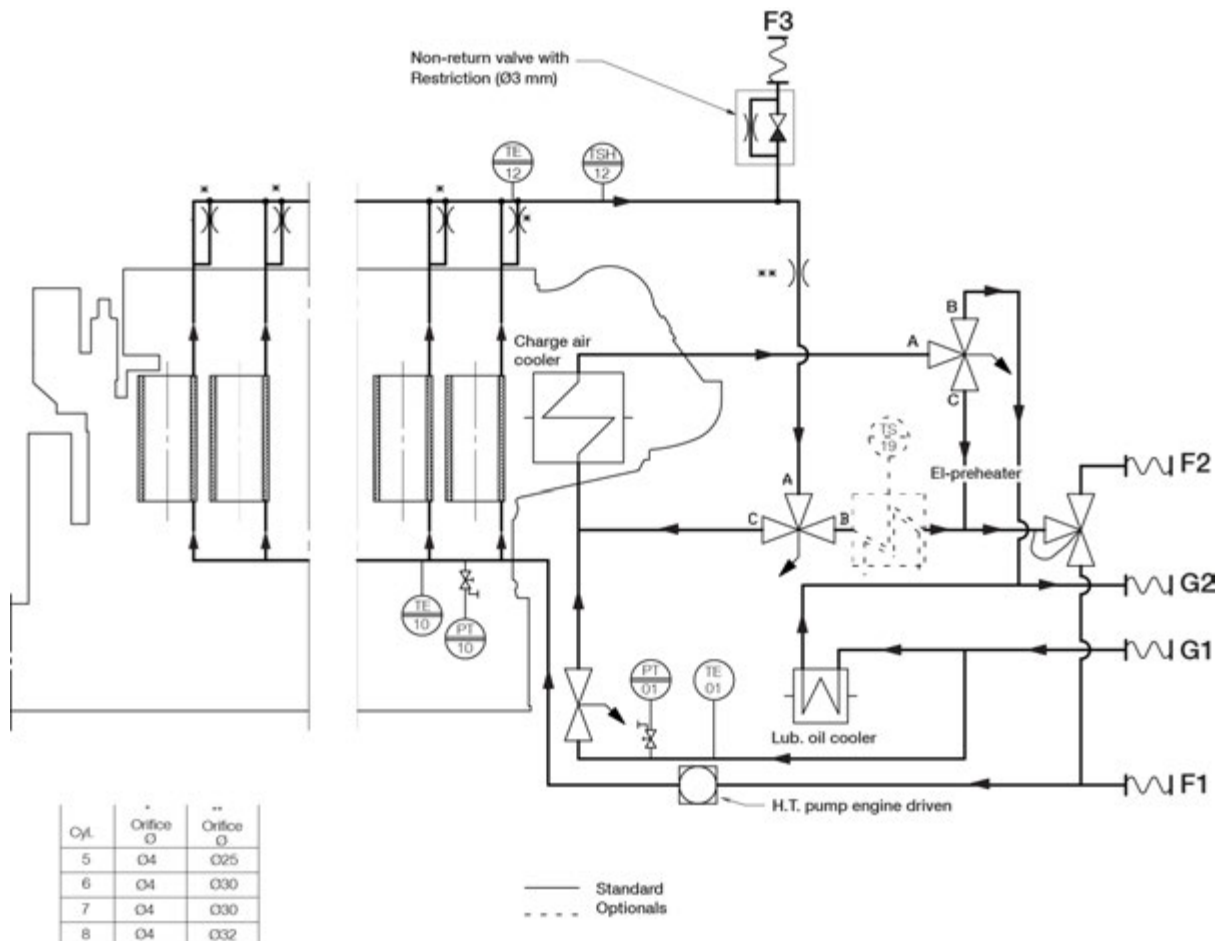 F3
Non-return valve with
Restriction (Ø3 mm)
TE
12
TSH
12
*
*
*
*
**
B
A
C
Charge air
cooler
TS
19
El-preheater
F2
A
C
B
G2
TE
10
PT
10
G1
PT
01
TE
01
Lub. oil cooler
F1
H.T. pump engine driven
* **
Cyl. Orifice Ø Orifice Ø
5 Ø4 Ø25
6 Ø4 Ø30
7 Ø4 Ø30
8 Ø4 Ø32
Standard
Optionals